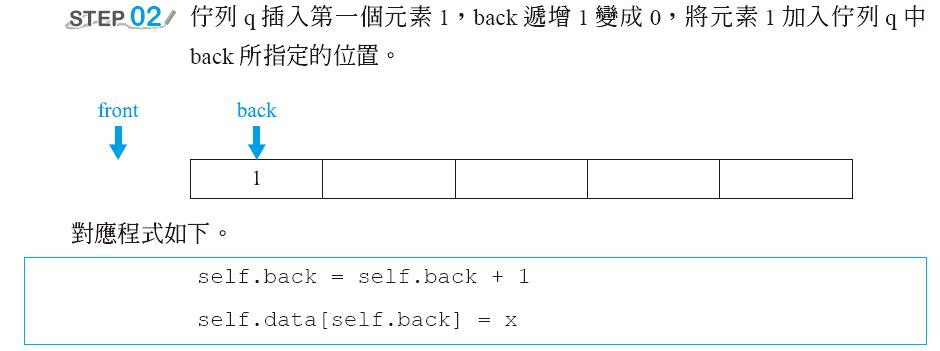 STEP 02 佇列 q 插入第一個元素 1，back 遞增 1 變成 0，將元素 1 加入佇列 q 中
back 所指定的位置。
front back
1
對應程式如下。
self.back = self.back + 1
self.data[self.back] = x